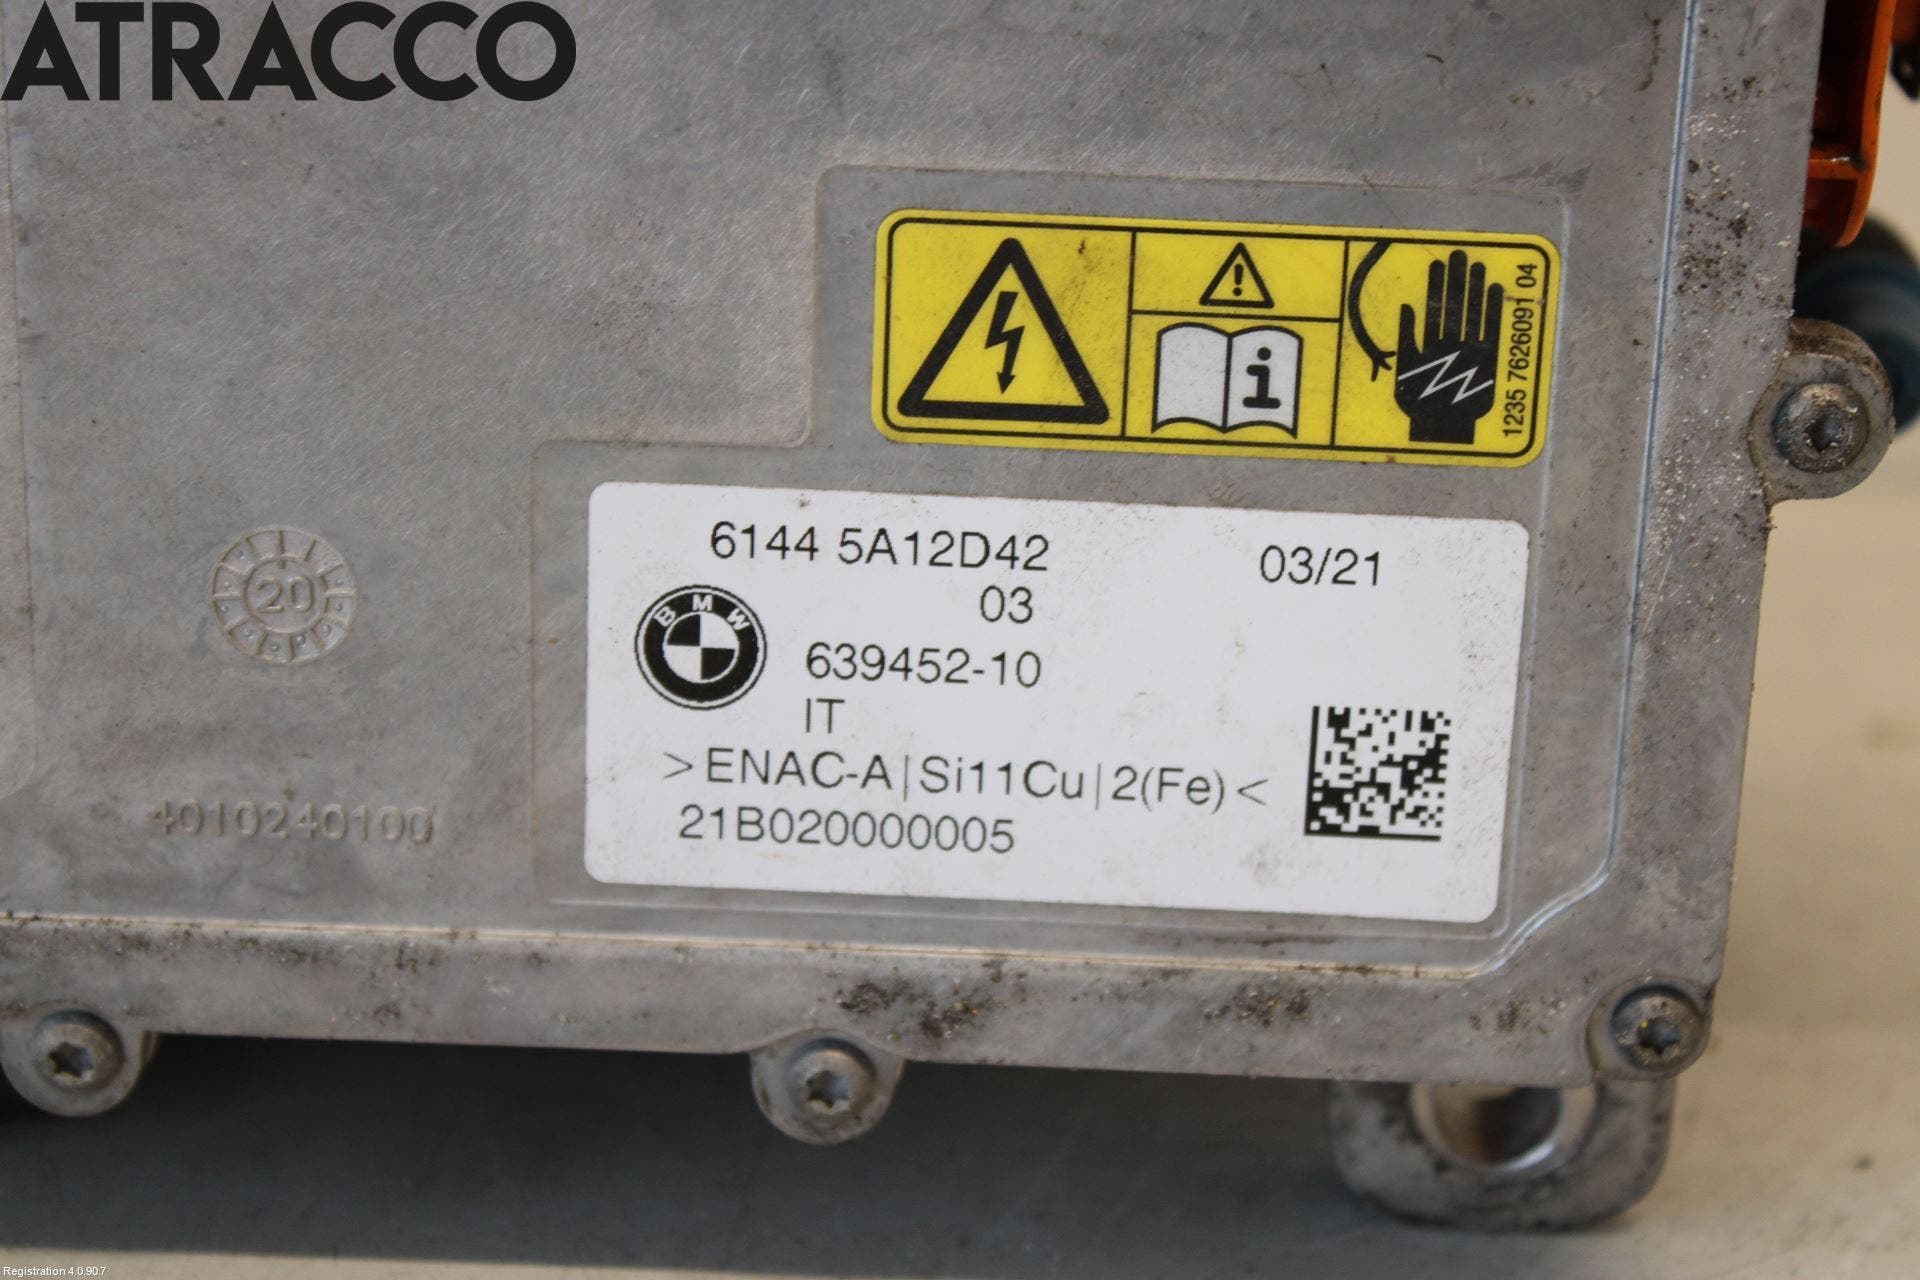 ATRACCO
1235 7626091 04
i
6144 5A12D42 03/21
03
BMW
639452-10
IT
>ENAC-A|Si11Cu|2(Fe)<
21B020000005
20
4010240100
Registration 4.0.90.7